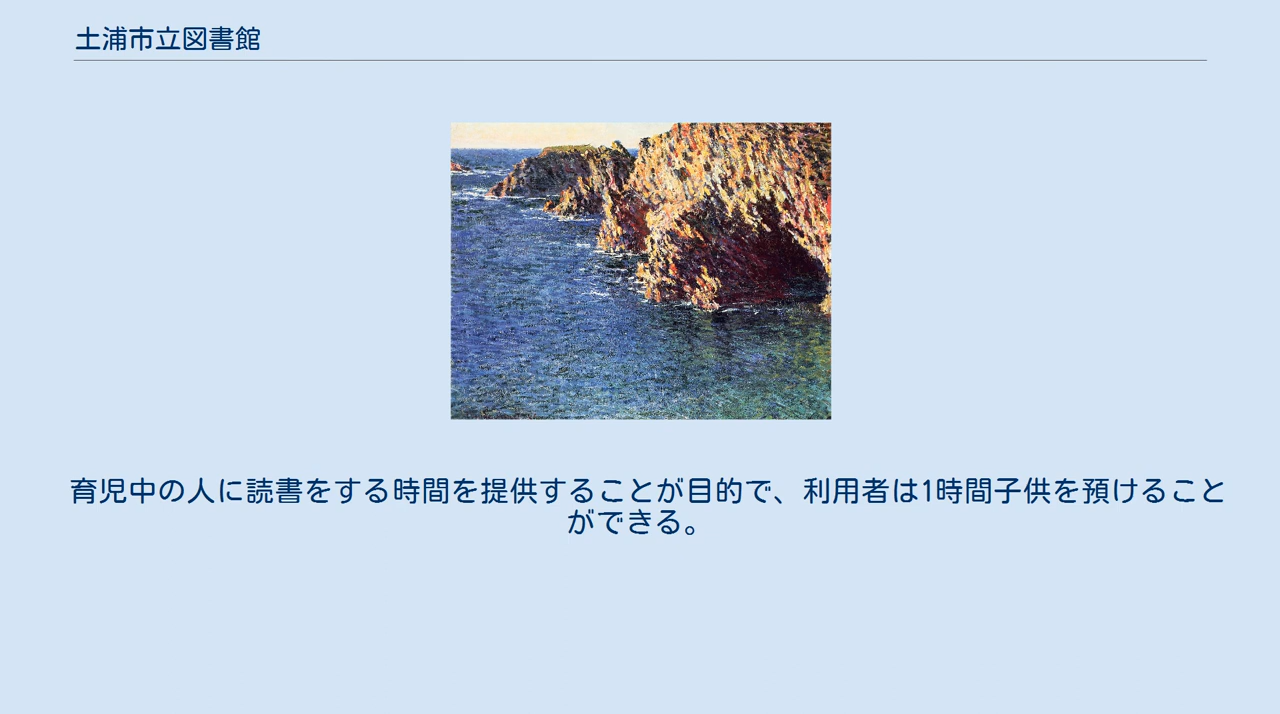 土浦市立図書館
育児中の人に読書をする時間を提供することが目的で、利用者は1時間子供を預けること
ができる。